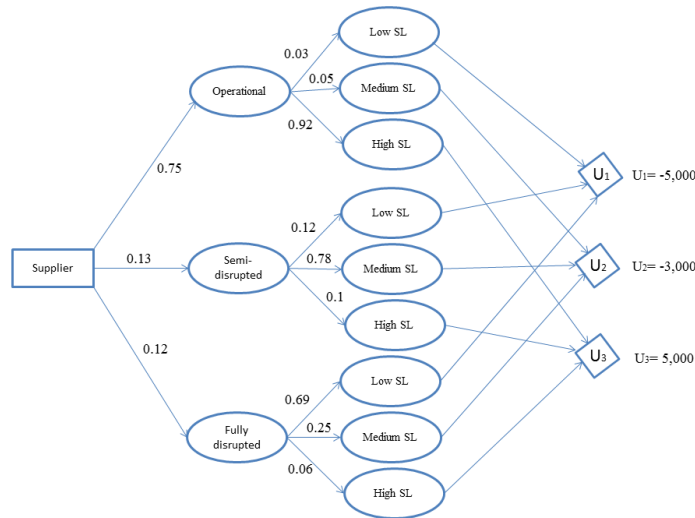 Low SL
0.03
Operational
0.05
Medium SL
0.92
High SL
0.75
U1
U1= -5,000
0.12
Low SL
Supplier
0.13
Semi-
disrupted
0.78
Medium SL
U2
U2= -3,000
0.1
High SL
0.12
U3
U3= 5,000
0.69
Low SL
Fully
disrupted
0.25
Medium SL
0.06
High SL